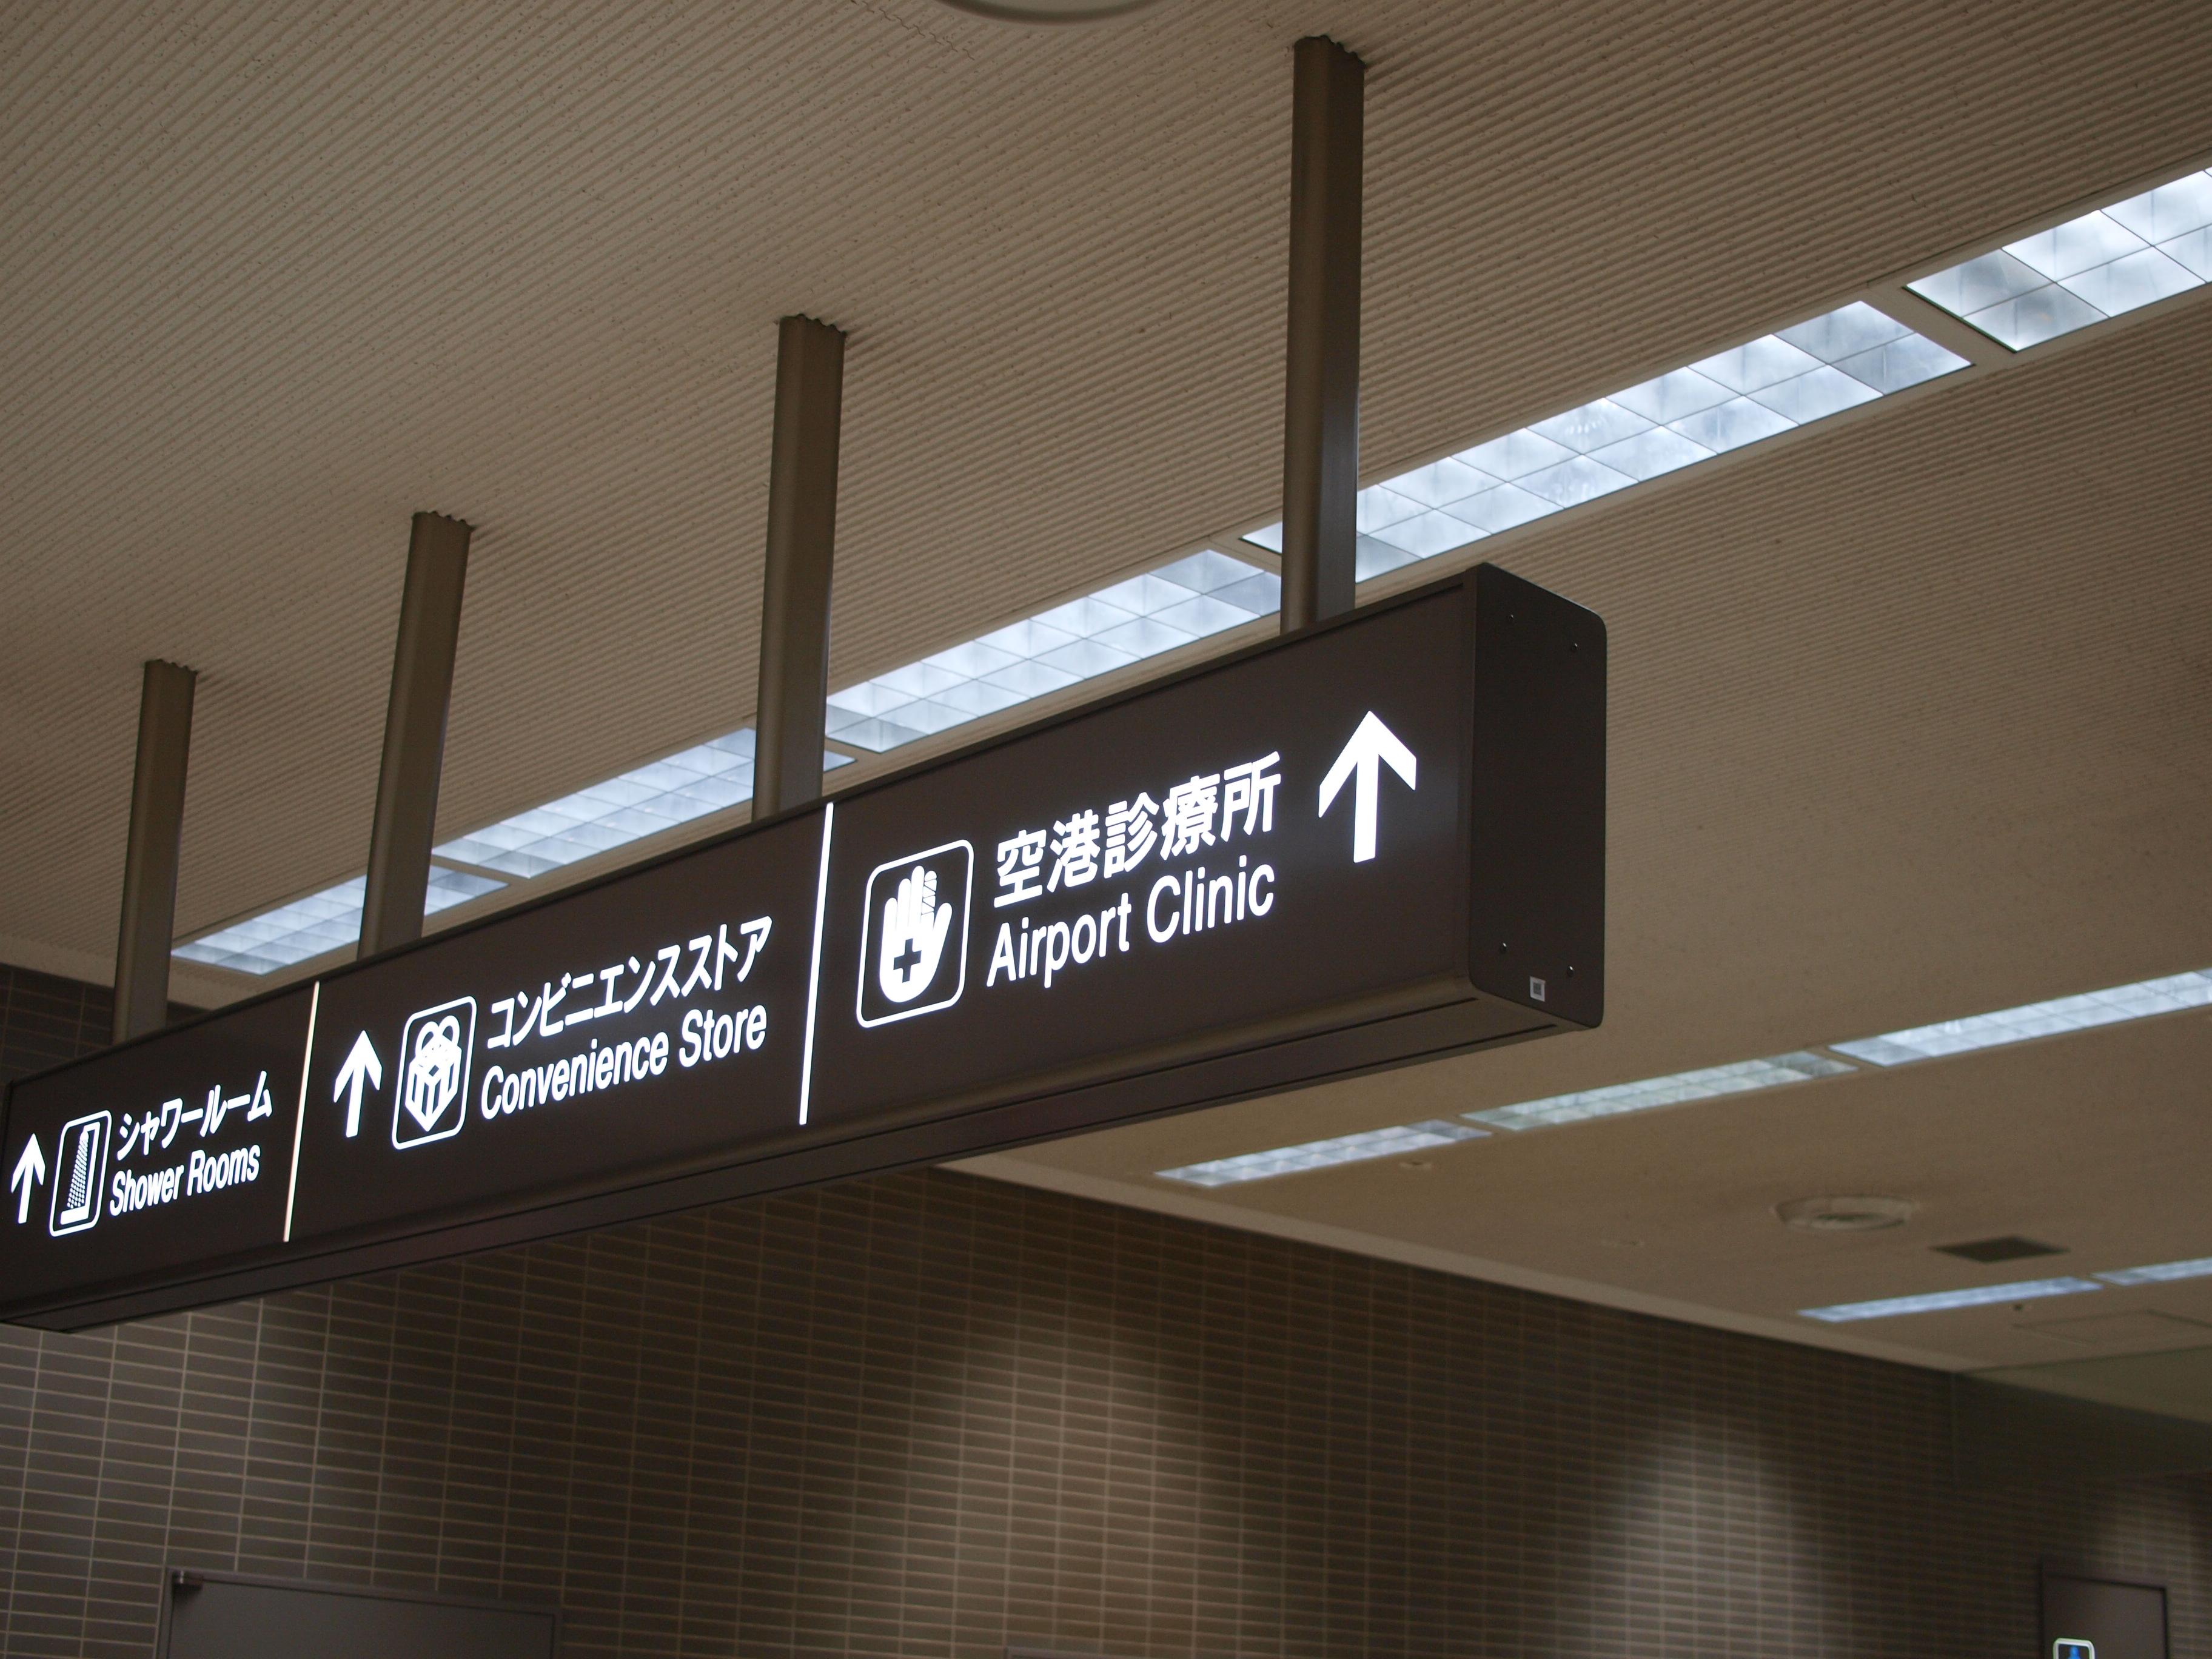 シャワールーム
Shower Rooms
コンビニエンスストア
Convenience Store
空港診療所
Airport Clinic